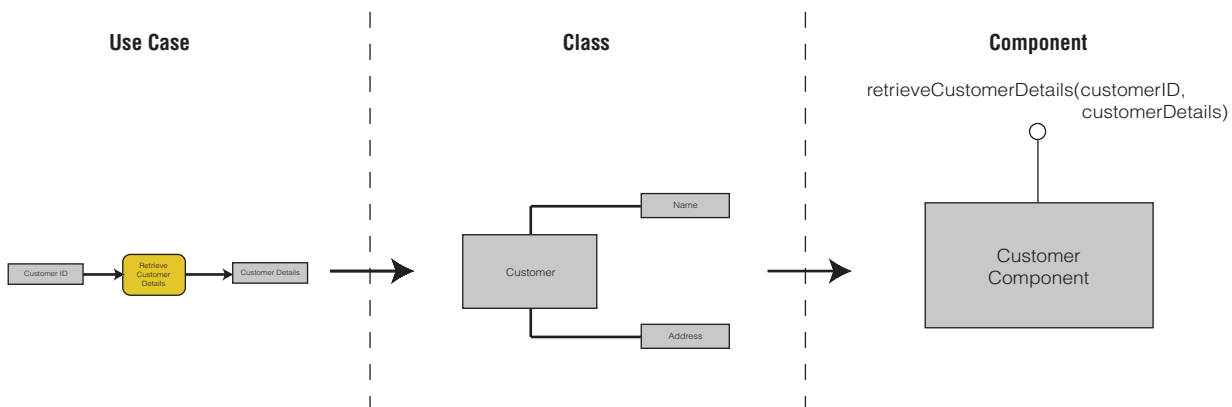 Use Case
Class
Component
Customer ID
Retrieve
Customer
Details
Customer Details
Name
Customer
Address
retrieveCustomerDetails(customerID,
customerDetails)
Customer
Component